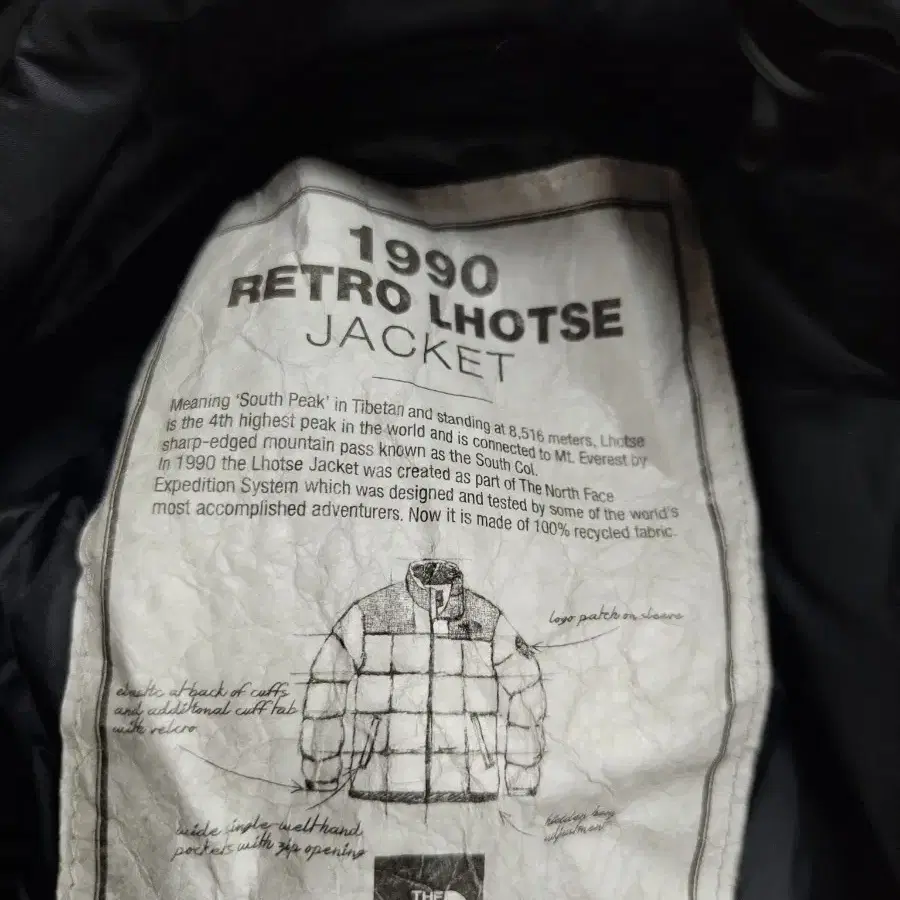 1990
RETRO LHOTSE
JACKET
Meaning 'South Peak' in Tibetan and standing at 8,516 meters, Lhotse
is the 4th highest peak in the world and is connected to Mt. Everest by
sharp-edged mountain pass known as the South Col.
In 1990 the Lhotse Jacket was created as part of The North Face
Expedition System which was designed and tested by some of the world's
most accomplished adventurers. Now it is made of 100% recycled fabric.
logo patch on sleeve
elastic at back of cuffs
and additional cuff tab
with velcro
wide single-welt hand
pockets with zip opening
THE